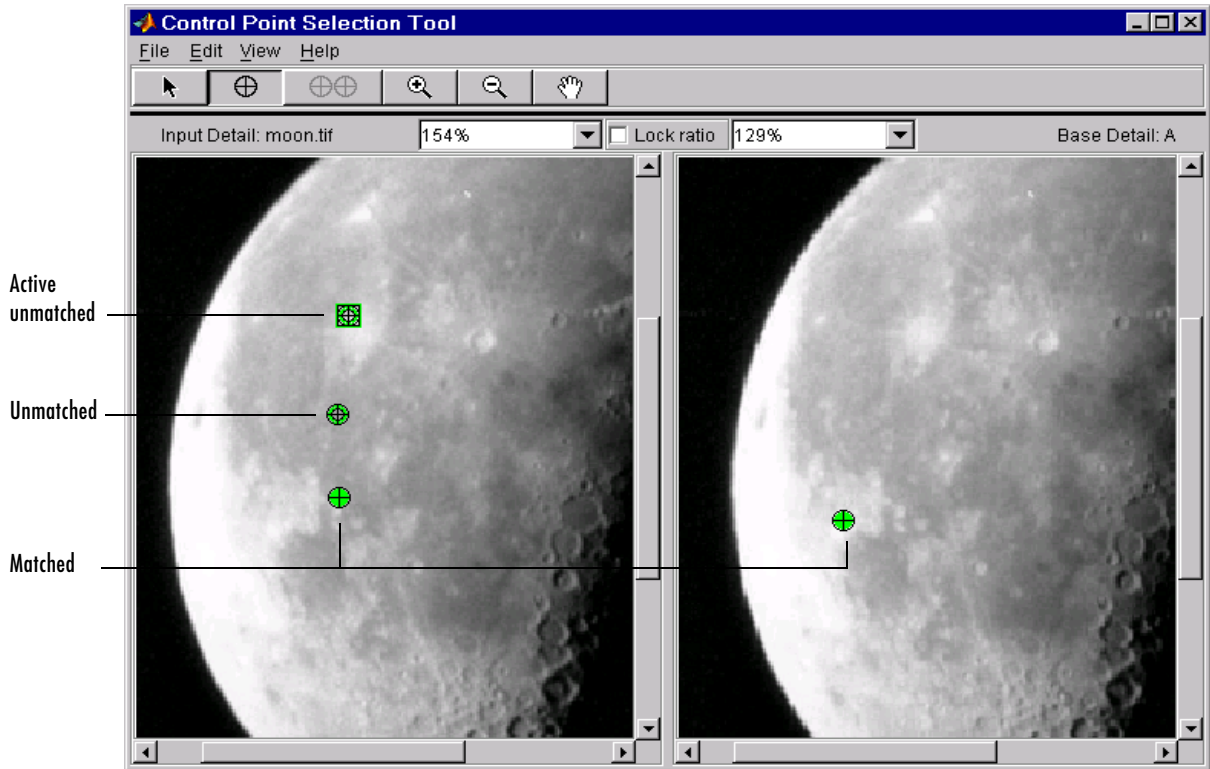 Control Point Selection Tool
File Edit View Help
Input Detail: moon.tif 154% Lock ratio 129% Base Detail: A
Active
unmatched
Unmatched
Matched